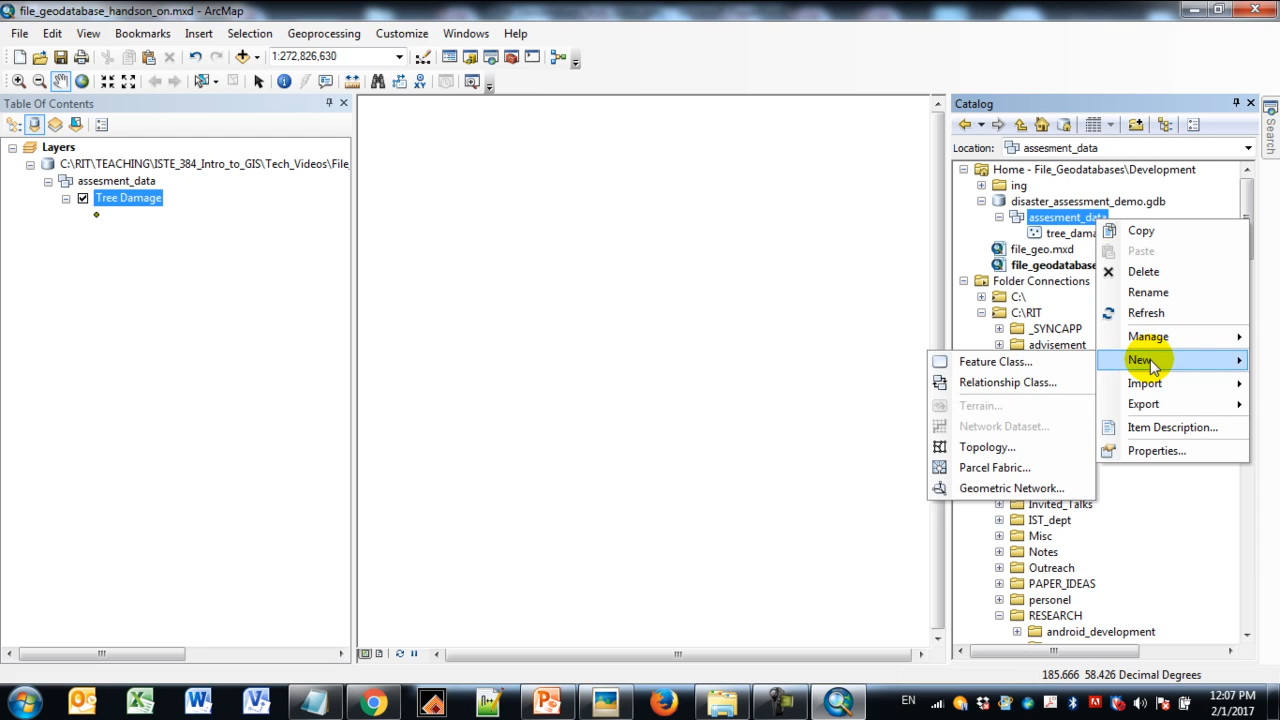 file_geodatabase_handson_on.mxd - ArcMap
File Edit View Bookmarks Insert Selection Geoprocessing Customize Windows Help
1:272,826,630
Table Of Contents
Layers
C:\RIT\TEACHING\ISTE_384_Intro_to_GIS\Tech_Videos\File_
assesment_data
Tree Damage
Catalog
Location: assesment_data
Home - File_Geodatabases\Development
ing
disaster_assessment_demo.gdb
assesment_data
tree_dama
file_geo.mxd
file_geodatabase
Folder Connections
C:\
C:\RIT
_SYNCAPP
advisement
Invited_Talks
IST_dept
Misc
Notes
Outreach
PAPER_IDEAS
personel
RESEARCH
android_development
Copy
Paste
Delete
Rename
Refresh
Manage
New
Import
Export
Item Description...
Properties...
Feature Class...
Relationship Class...
Terrain...
Network Dataset...
Topology...
Parcel Fabric...
Geometric Network...
Search
185.666 58.426 Decimal Degrees
EN
12:07 PM
2/1/2017